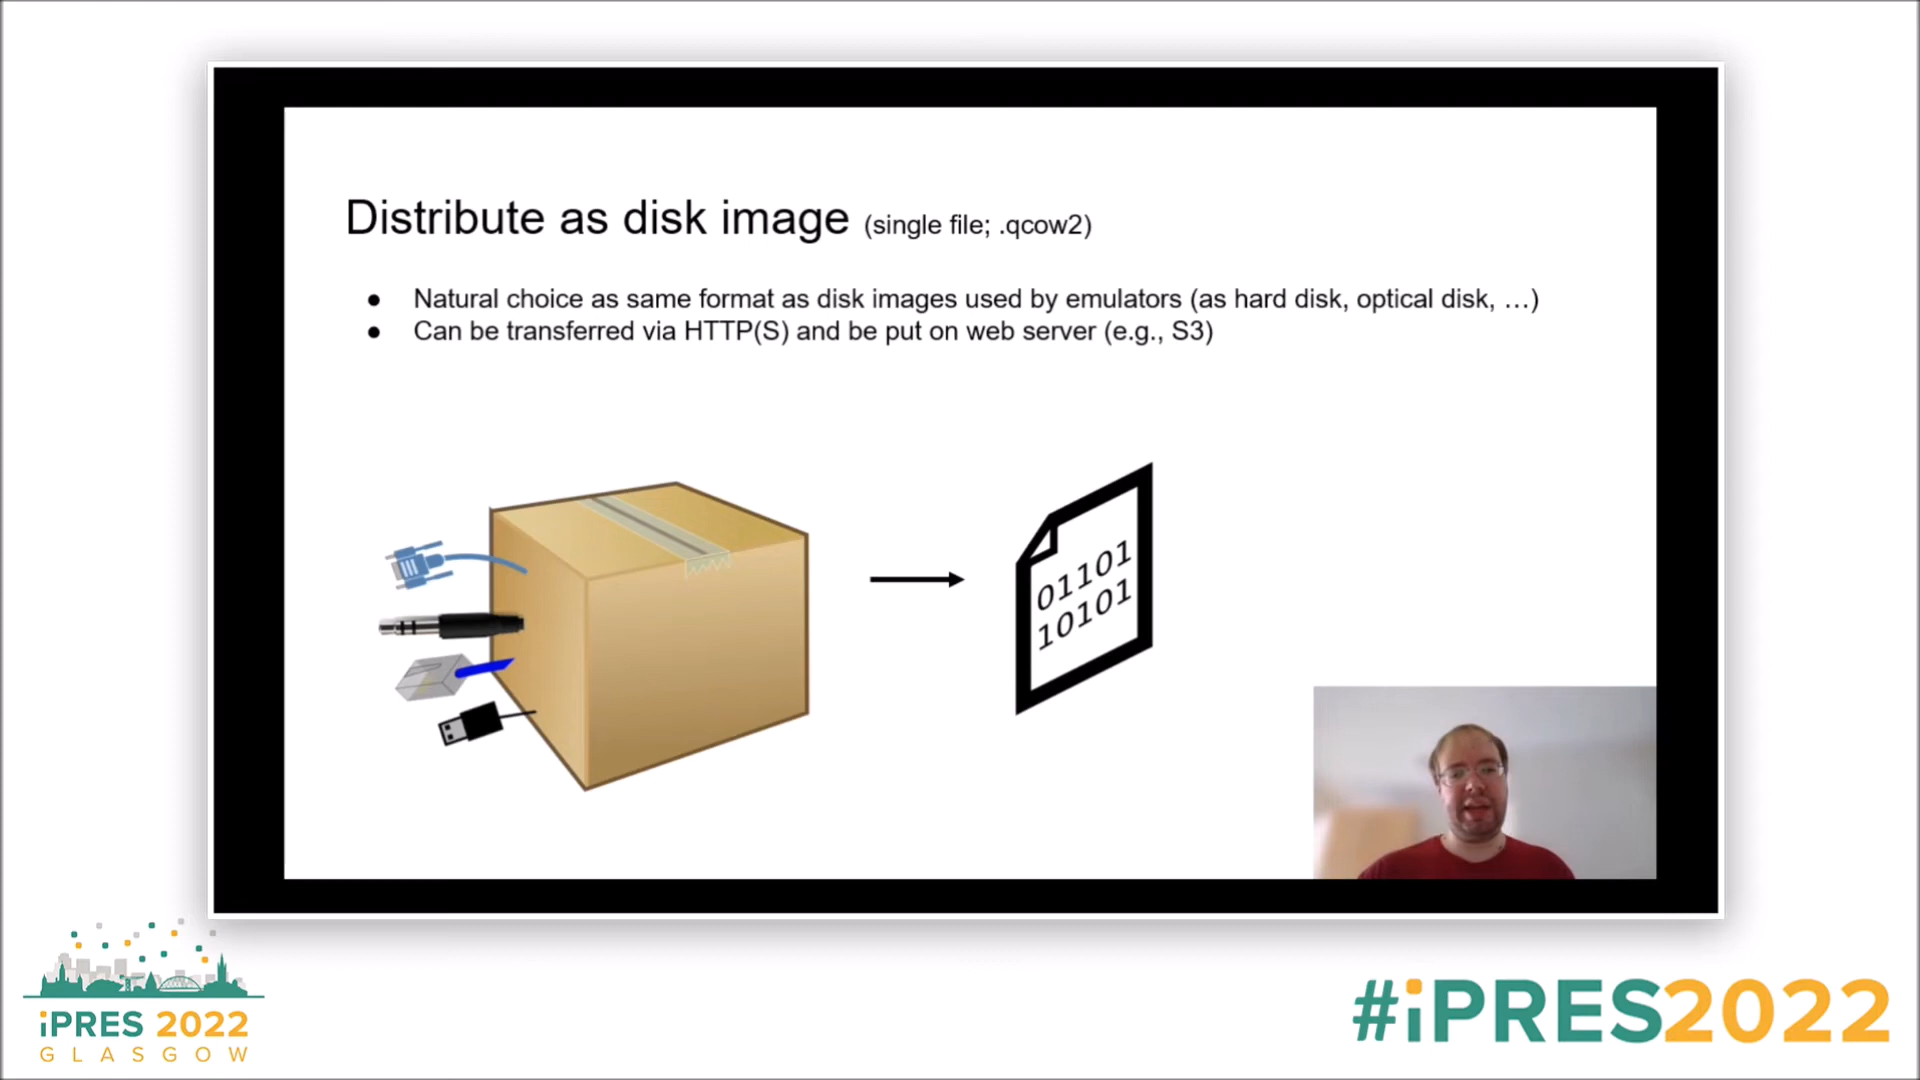 Distribute as disk image (single file; .qcow2)
● Natural choice as same format as disk images used by emulators (as hard disk, optical disk, …)
● Can be transferred via HTTP(S) and be put on web server (e.g., S3)
01101
10101
iPRES 2022
GLASGOW
#iPRES2022